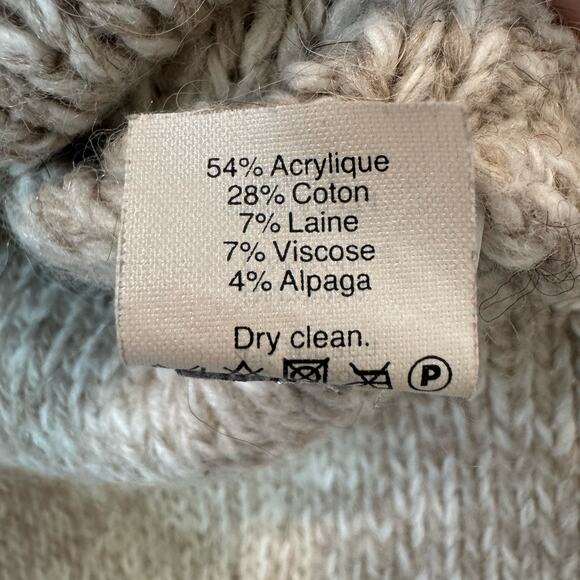 54% Acrylique
28% Coton
7% Laine
7% Viscose
4% Alpaga
Dry clean.
P